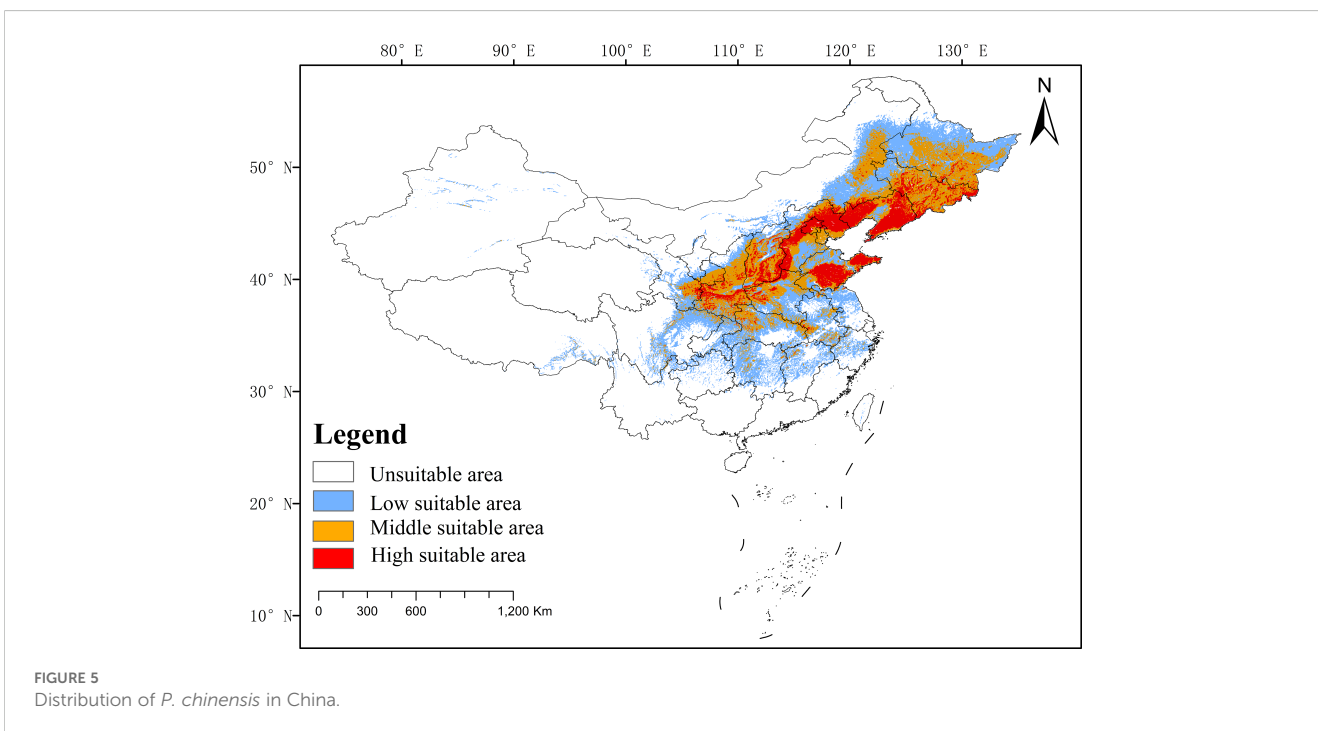 80° E 90° E 100° E 110° E 120° E 130° E
N
50° N
40° N
30° N
20° N
10° N
Legend
Unsuitable area
Low suitable area
Middle suitable area
High suitable area
0 300 600 1,200 Km
FIGURE 5
Distribution of P. chinensis in China.